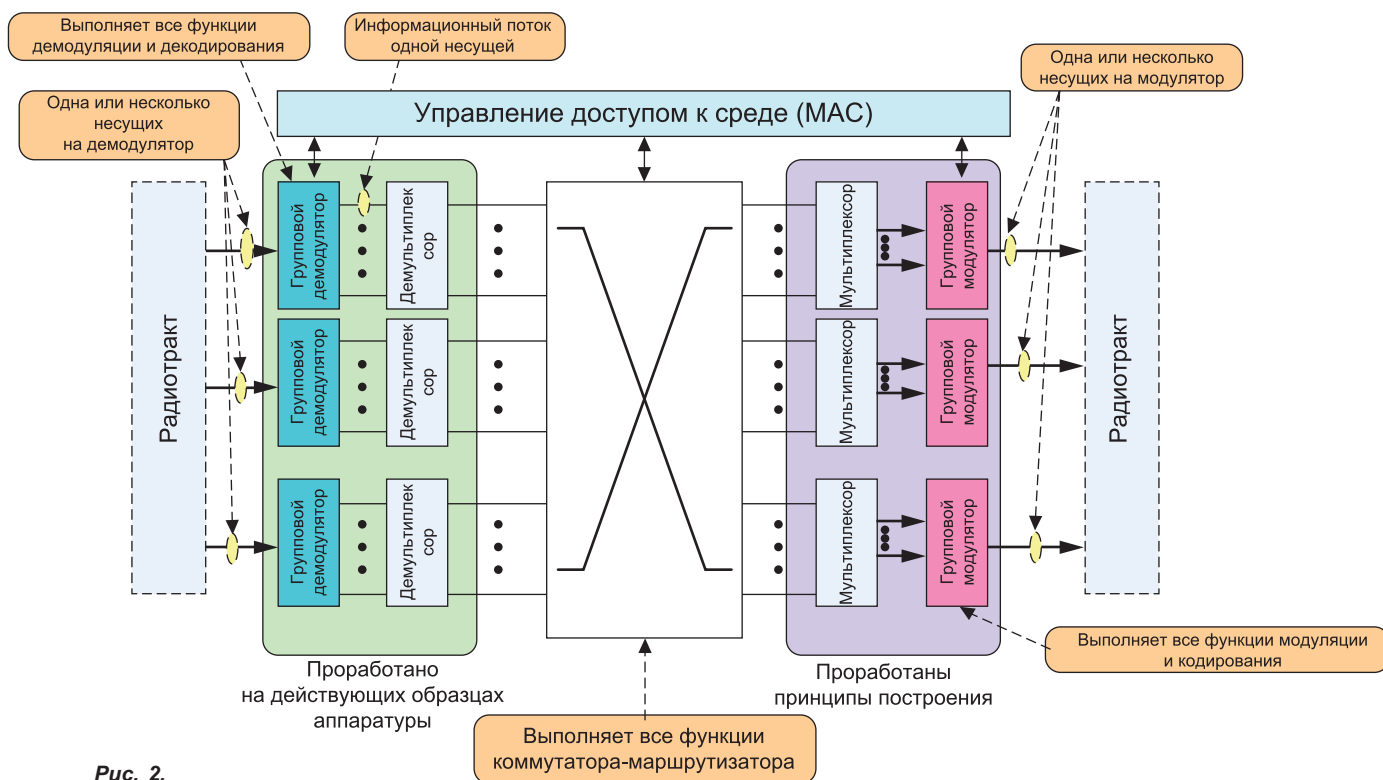 Выполняет все функции
демодуляции и декодирования
Информационный поток
одной несущей
Одна или несколько
несущих на модулятор
Одна или несколько
несущих
на демодулятор
Управление доступом к среде (MAC)
Радиотракт
Групповой
демодулятор
Демультиплек
сор
Мультиплексор
Групповой
модулятор
Радиотракт
Групповой
демодулятор
Демультиплек
сор
Мультиплексор
Групповой
модулятор
Групповой
демодулятор
Демультиплек
сор
Мультиплексор
Групповой
модулятор
Проработано
на действующих образцах
аппаратуры
Проработаны
принципы построения
Выполняет все функции модуляции
и кодирования
Выполняет все функции
коммутатора-маршрутизатора
Рис. 2.